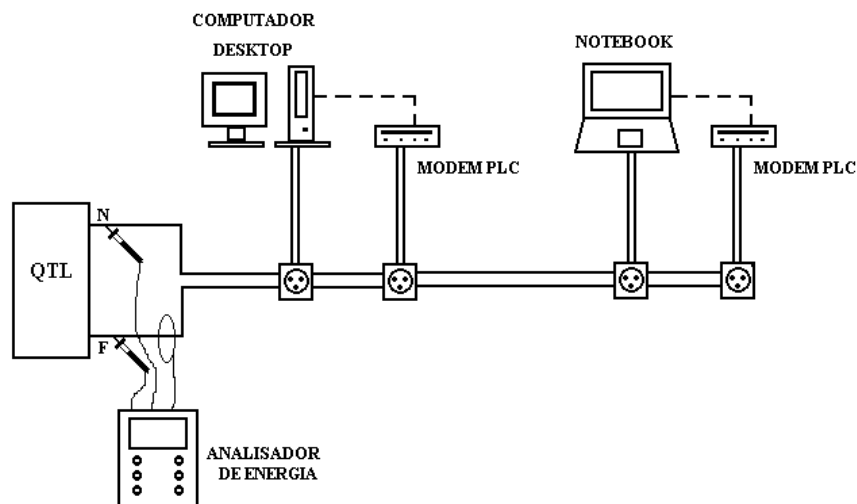 COMPUTADOR
DESKTOP
NOTEBOOK
MODEM PLC
MODEM PLC
N
QTL
F
ANALISADOR
DE ENERGIA